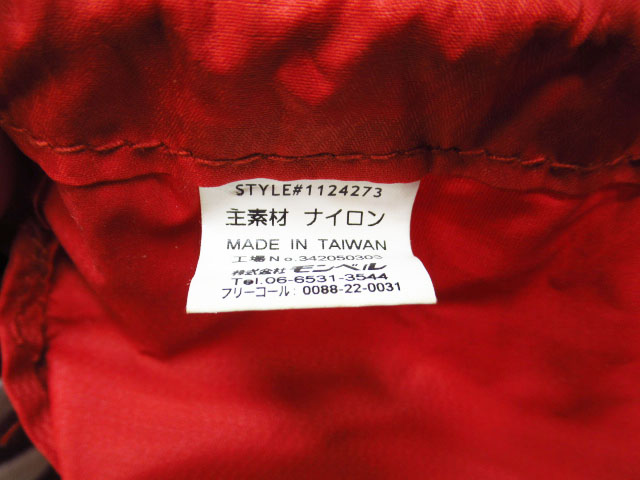 STYLE#1124273
主素材 ナイロン
MADE IN TAIWAN
工場No.342050303
株式会社 モンベル
Tel.06-6531-3544
フリーコール: 0088-22-0031